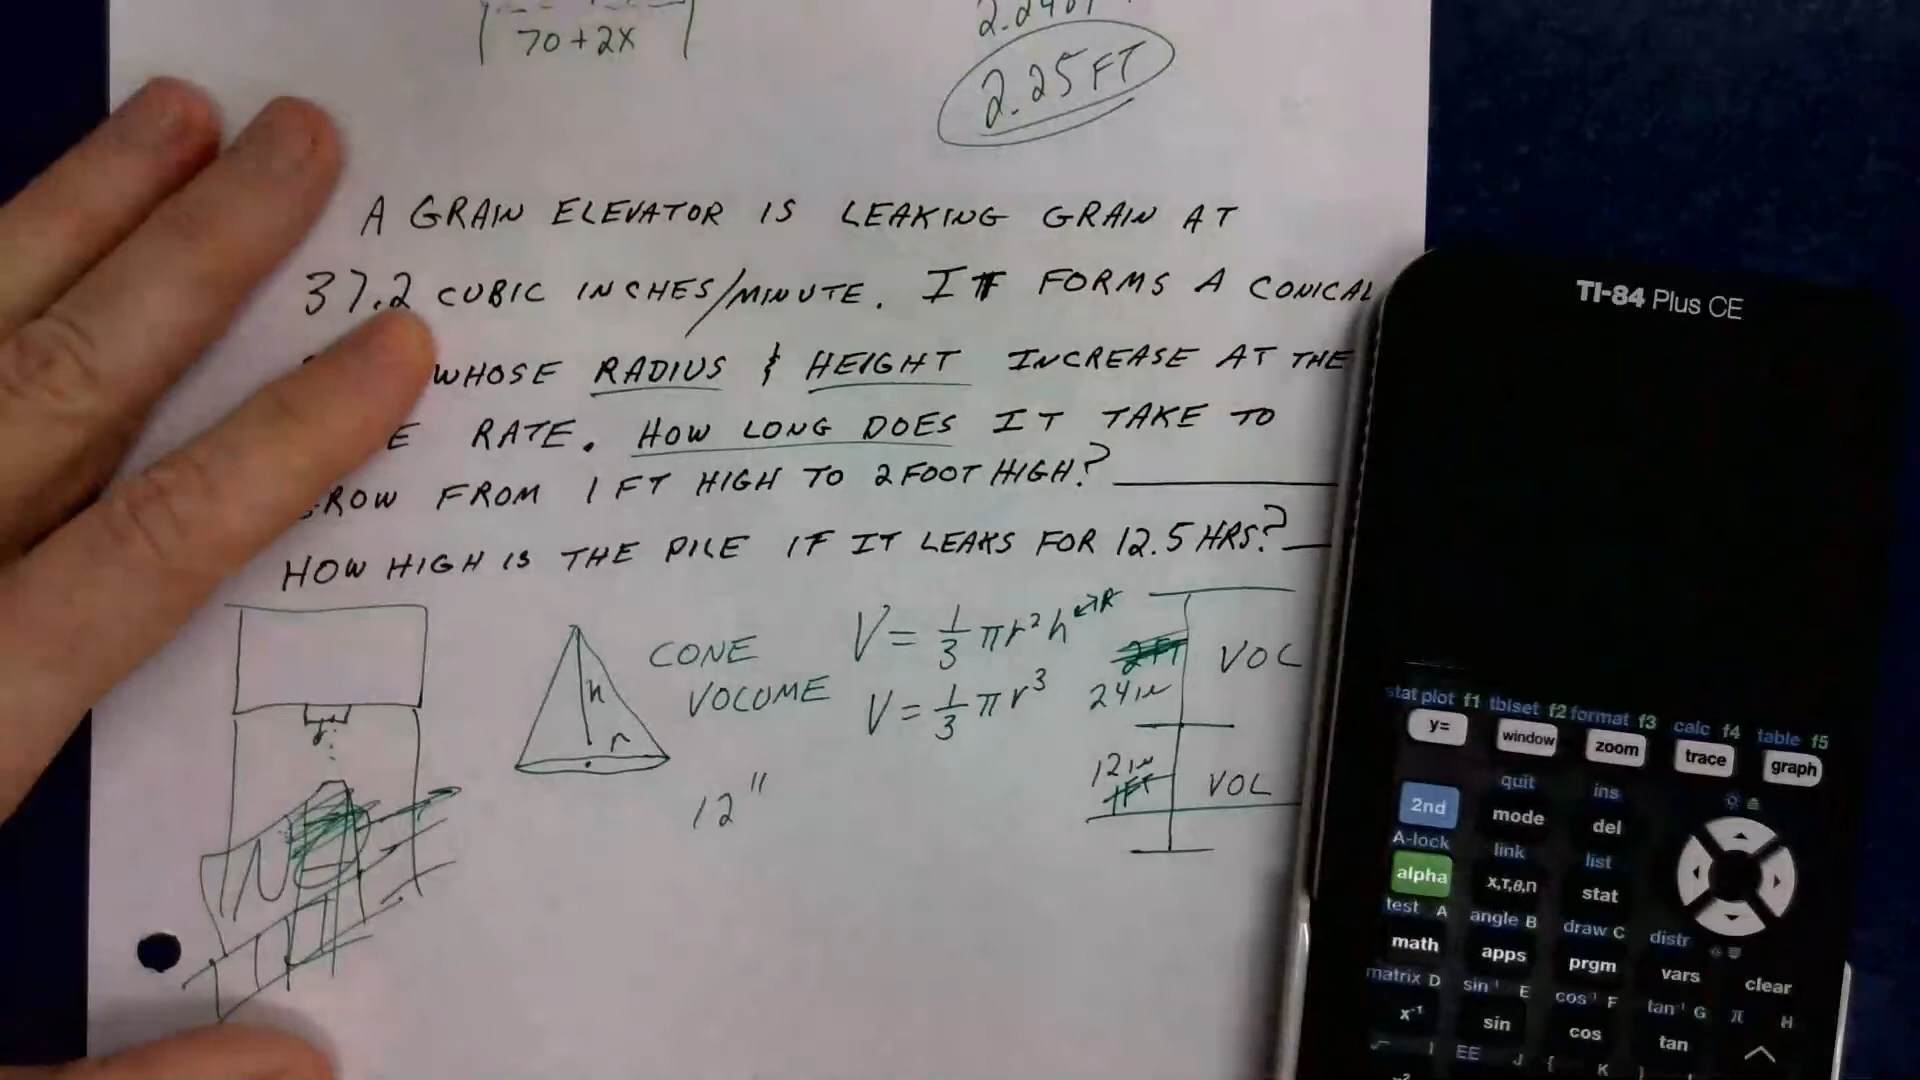 70+2X
2.25FT
A GRAIN ELEVATOR IS LEAKING GRAIN AT
37.2 CUBIC INCHES/MINUTE. IT FORMS A CONICAL
WHOSE RADIUS & HEIGHT INCREASE AT THE
E RATE. HOW LONG DOES IT TAKE TO
ROW FROM 1 FT HIGH TO 2 FOOT HIGH?
HOW HIGH IS THE PILE IF IT LEAKS FOR 12.5 HRS?
h
r
CONE
VOLUME
V = 1/3 πr²h ↔R
V = 1/3 πr³
12"
2FT
24IN
VOL
12IN
1FT
VOL
TI-84 Plus CE
stat plot f1 tblset f2 format f3 calc f4 table f5
y= window zoom trace graph
quit ins
2nd mode del
A-lock link list
alpha X,T,θ,n stat
test A angle B draw C distr
math apps prgm vars clear
matrix D sin⁻¹ E cos⁻¹ F tan⁻¹ G π H
x⁻¹ sin cos tan ^
√ I EE J { K } L
x²